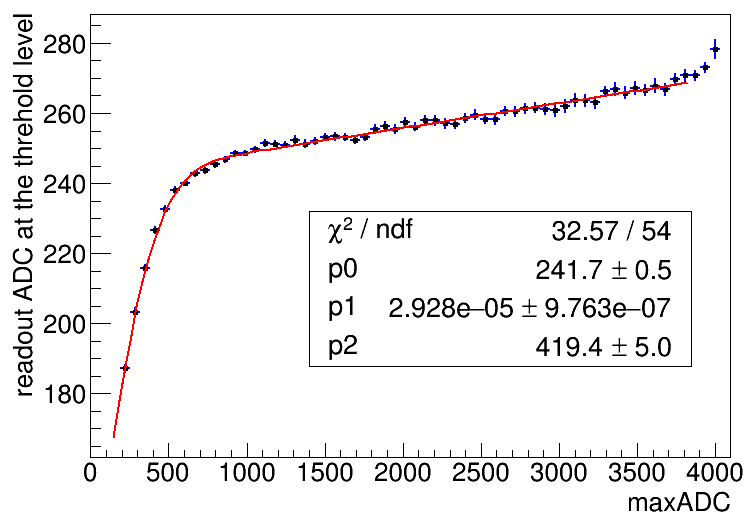 readout ADC at the threhold level
280
260
240
220
200
180
χ² / ndf 32.57 / 54
p0 241.7 ± 0.5
p1 2.928e–05 ± 9.763e–07
p2 419.4 ± 5.0
0 500 1000 1500 2000 2500 3000 3500 4000
maxADC